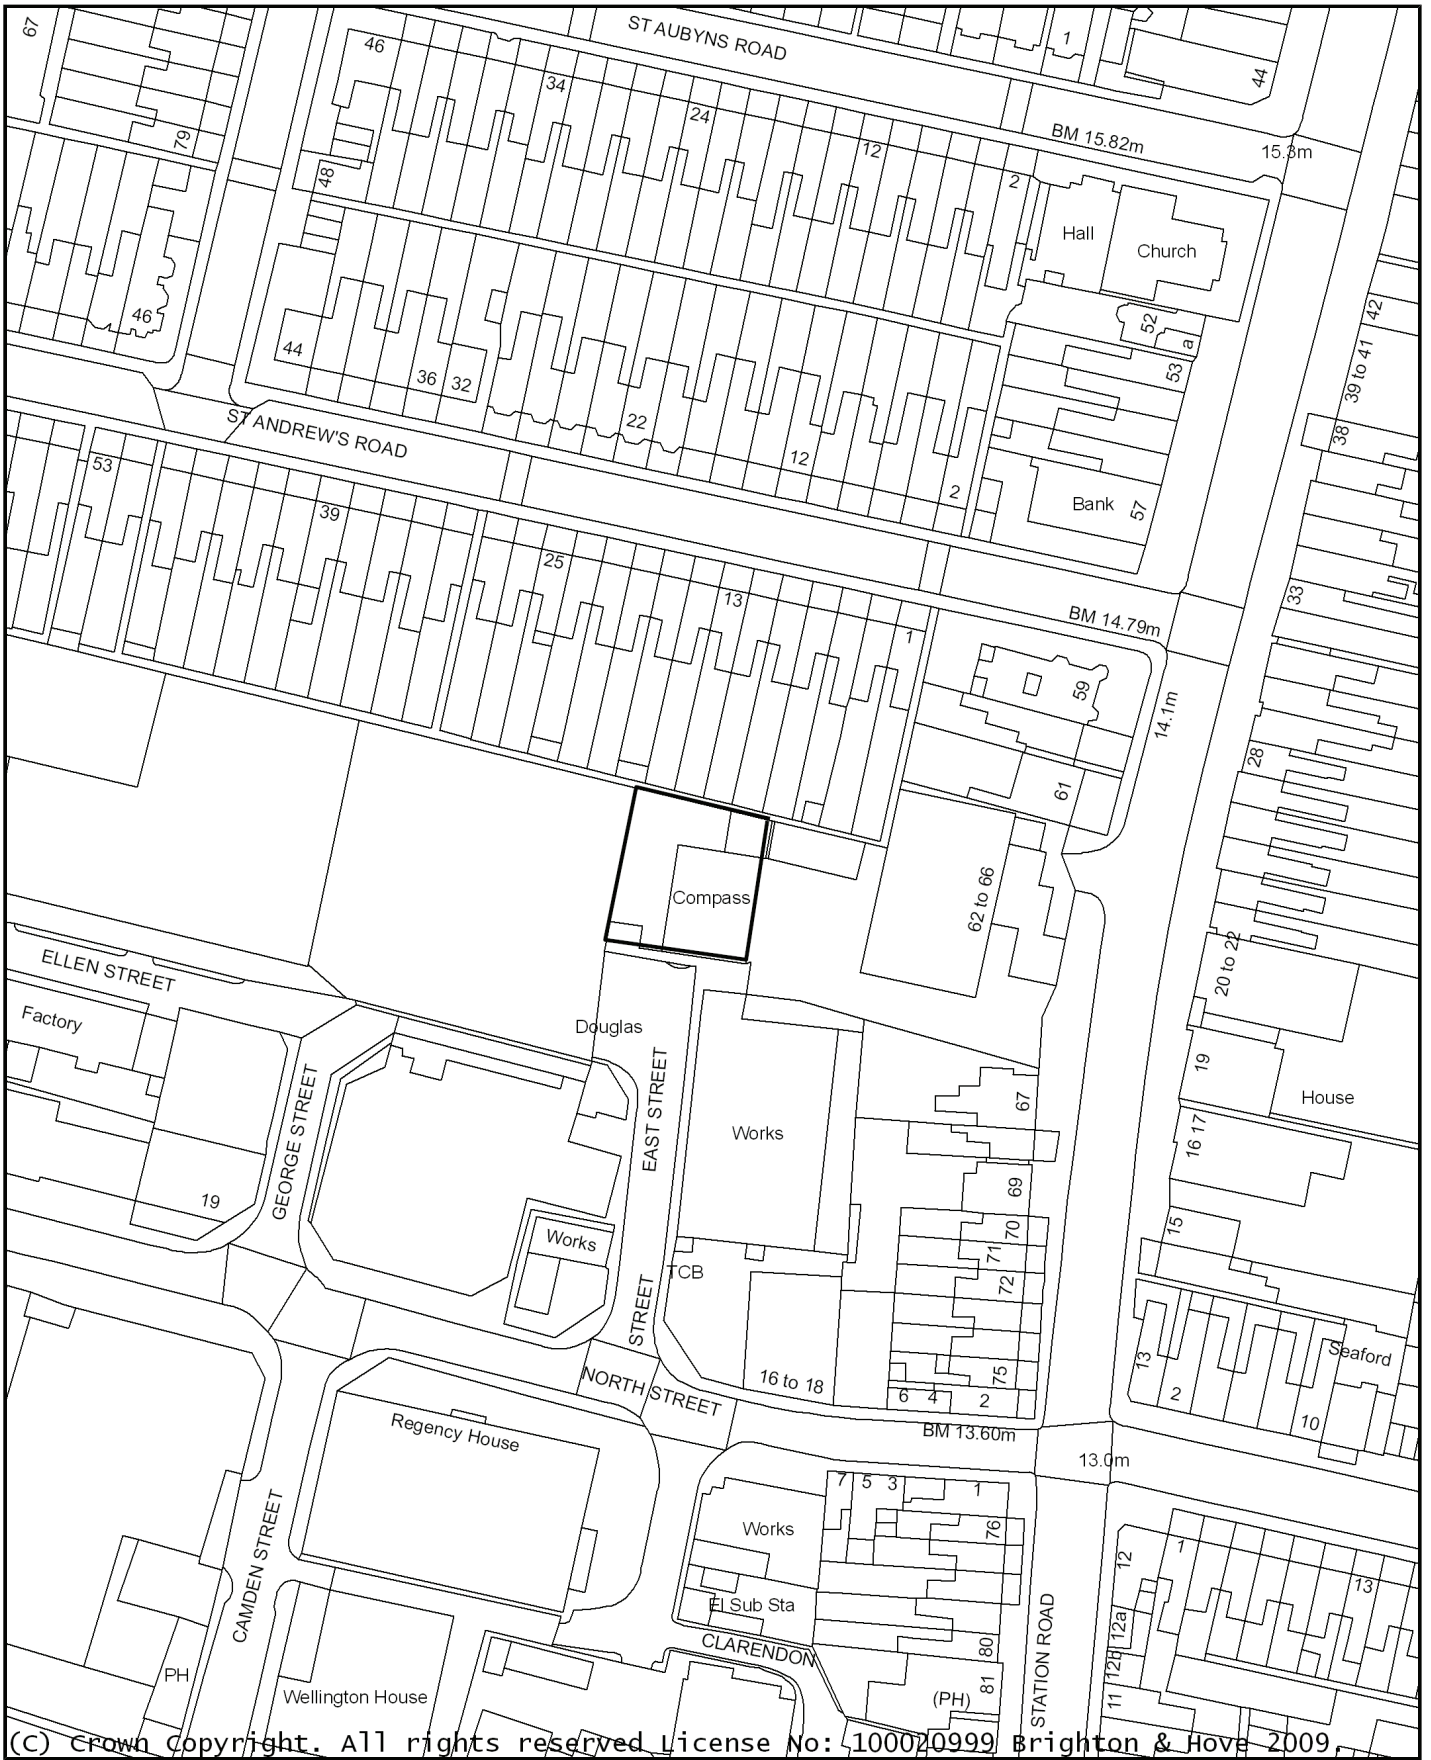 67
ST AUBYNS ROAD
1
44
46
34
24
12
2
BM 15.82m
15.3m
79
48
Hall
Church
46
44
36
32
22
12
2
52
a
53
42
39 to 41
38
ST ANDREW'S ROAD
Bank
57
53
39
25
13
1
BM 14.79m
33
59
14.1m
61
28
Compass
62 to 66
20 to 22
ELLEN STREET
Factory
Douglas
EAST STREET
Works
67
19
House
16 17
GEORGE STREET
19
Works
69
70
71
72
15
TCB
STREET
NORTH STREET
16 to 18
75
6
4
2
13
2
Seaford
10
Regency House
BM 13.60m
13.0m
CAMDEN STREET
7
5
3
1
76
Works
El Sub Sta
CLARENDON
80
81
(PH)
STATION ROAD
12
1
13
12a
12b
11
PH
Wellington House
(C) Crown Copyright. All rights reserved License No: 100020999 Brighton & Hove 2009.